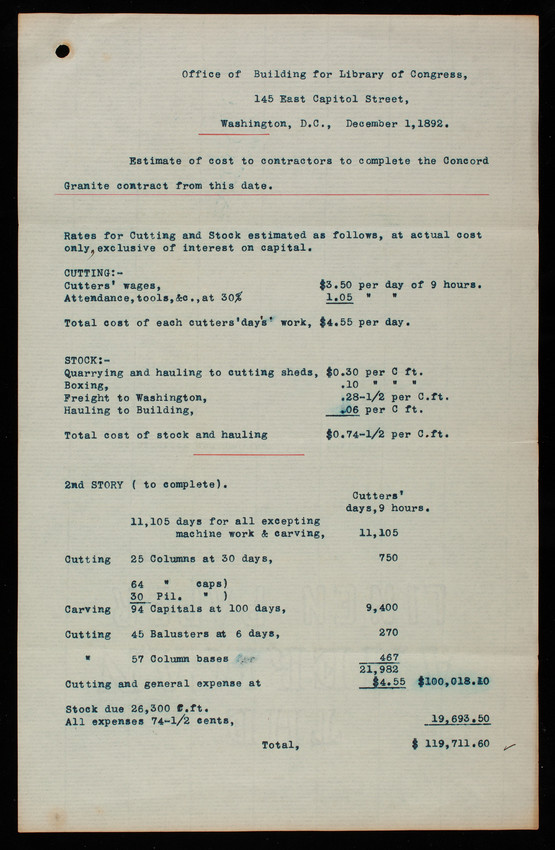 Office of Building for Library of Congress,
145 East Capitol Street,
Washington, D.C., December 1,1892.
Estimate of cost to contractors to complete the Concord
Granite contract from this date.
Rates for Cutting and Stock estimated as follows, at actual cost
only, exclusive of interest on capital.
CUTTING:-
Cutters' wages, $3.50 per day of 9 hours.
Attendance,tools,&c.,at 30% 1.05 " "
Total cost of each cutters'day's' work, $4.55 per day.
STOCK:-
Quarrying and hauling to cutting sheds, $0.30 per C ft.
Boxing, .10 " " "
Freight to Washington, .28-1/2 per C.ft.
Hauling to Building, .06 per C ft.
Total cost of stock and hauling $0.74-1/2 per C.ft.
2nd STORY ( to complete).
Cutters'
days,9 hours.
11,105 days for all excepting
machine work & carving, 11,105
Cutting 25 Columns at 30 days, 750
64 " caps)
30 Pil. " )
Carving 94 Capitals at 100 days, 9,400
Cutting 45 Balusters at 6 days, 270
" 57 Column bases 467
21,982
Cutting and general expense at $4.55 $100,018.10
Stock due 26,300 C.ft.
All expenses 74-1/2 cents, 19,693.50
Total, $ 119,711.60